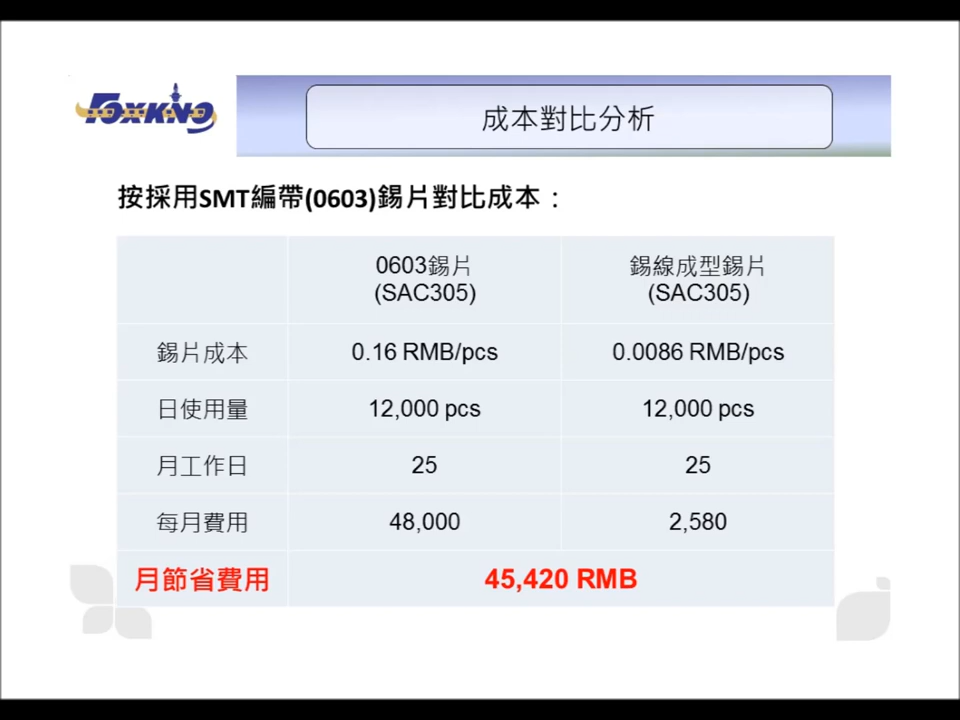 FOXKING
成本對比分析
按採用SMT編帶(0603)錫片對比成本：
0603錫片
(SAC305)
錫線成型錫片
(SAC305)
錫片成本 0.16 RMB/pcs 0.0086 RMB/pcs
日使用量 12,000 pcs 12,000 pcs
月工作日 25 25
每月費用 48,000 2,580
月節省費用 45,420 RMB